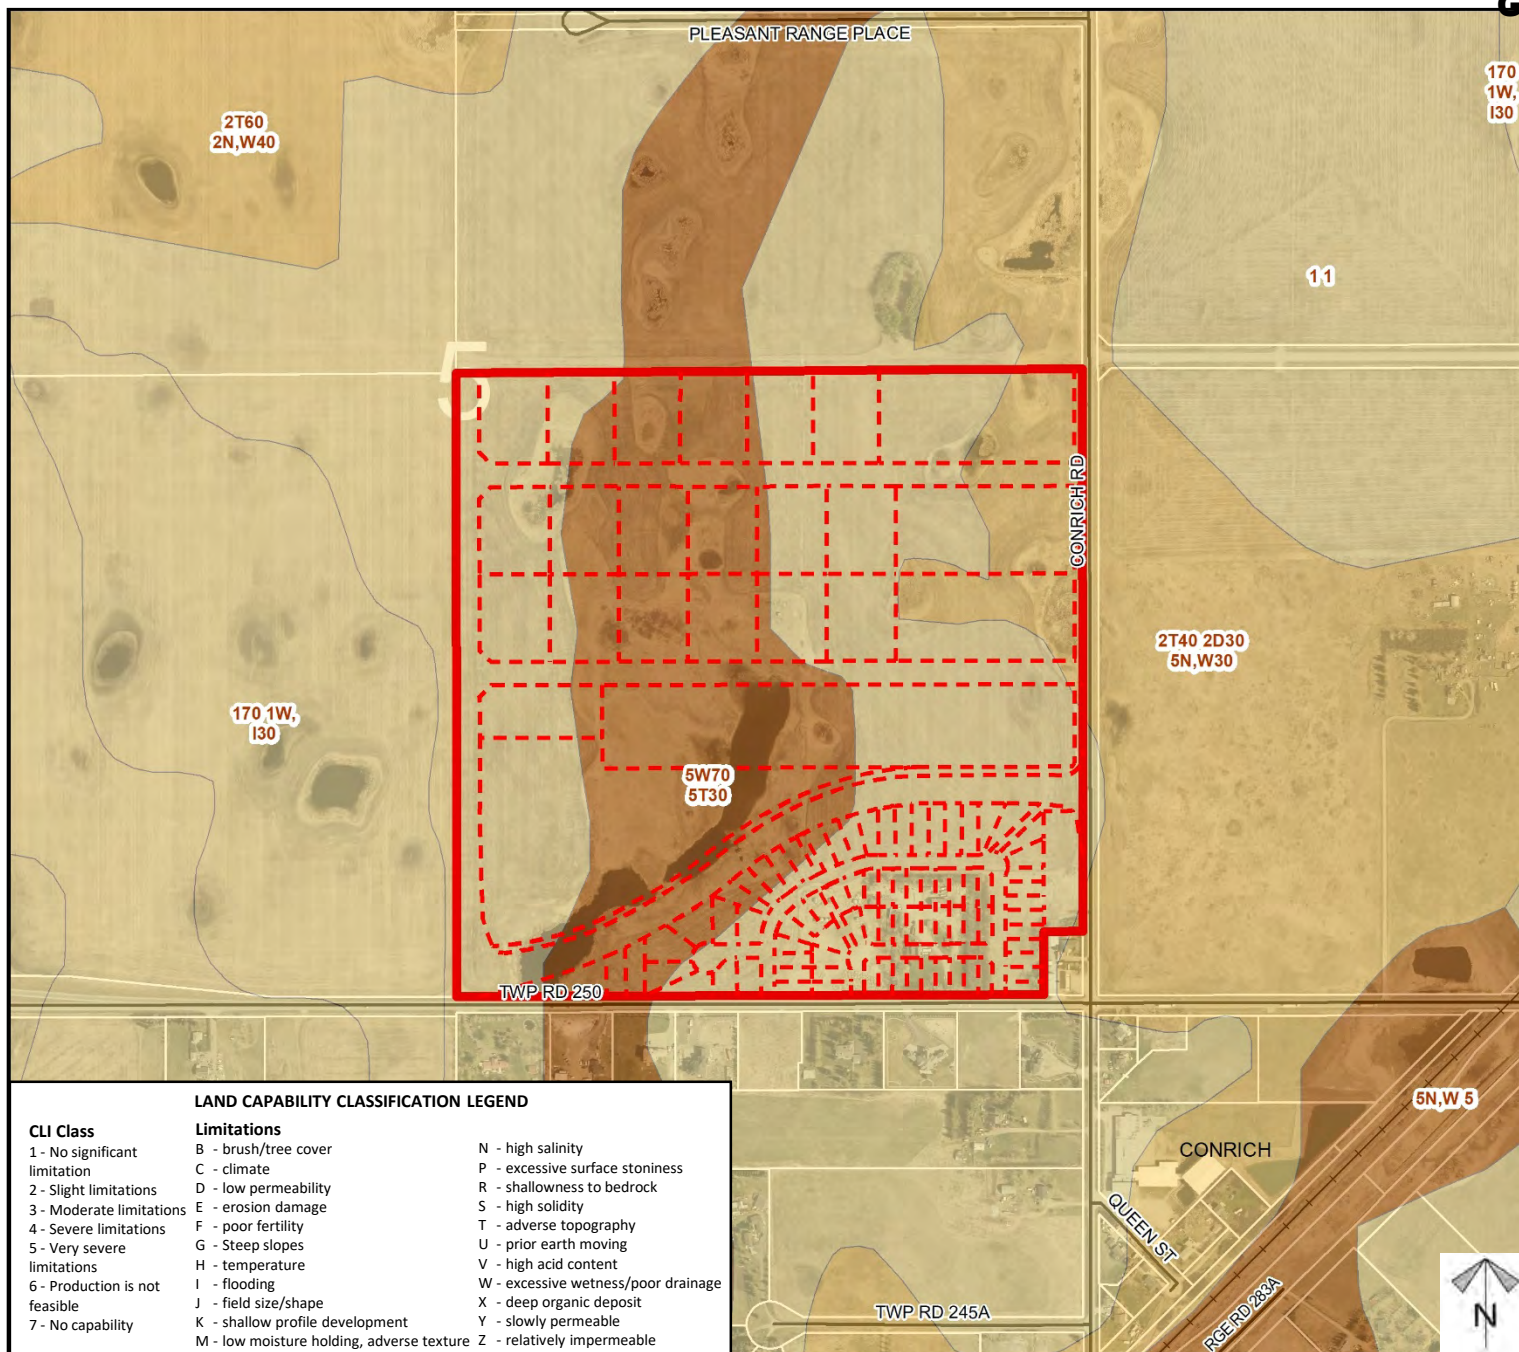 G
PLEASANT RANGE PLACE
170
1W,
I30
2T60
2N,W40
1 1
5
CONRICH RD
2T40 2D30
5N,W30
170 1W,
I30
5W70
5T30
TWP RD 250
5N,W 5
CONRICH
QUEEN ST
TWP RD 245A
RGE RD 283A
N
LAND CAPABILITY CLASSIFICATION LEGEND
CLI Class
1 - No significant
limitation
2 - Slight limitations
3 - Moderate limitations
4 - Severe limitations
5 - Very severe
limitations
6 - Production is not
feasible
7 - No capability
Limitations
B - brush/tree cover
C - climate
D - low permeability
E - erosion damage
F - poor fertility
G - Steep slopes
H - temperature
I - flooding
J - field size/shape
K - shallow profile development
M - low moisture holding, adverse texture
N - high salinity
P - excessive surface stoniness
R - shallowness to bedrock
S - high solidity
T - adverse topography
U - prior earth moving
V - high acid content
W - excessive wetness/poor drainage
X - deep organic deposit
Y - slowly permeable
Z - relatively impermeable